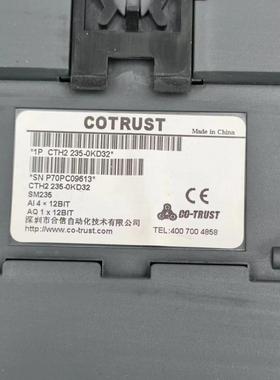 COTRUST
Made in China
*1P CTH2 235-0KD32*
*SN P70PC09613*
CTH2 235-0KD32
SM235
AI 4 × 12BIT
AQ 1 x 12BIT
深圳市合信自动化技术有限公司
http://www.co-trust.com
CE
CO-TRUST
TEL:400 700 4858